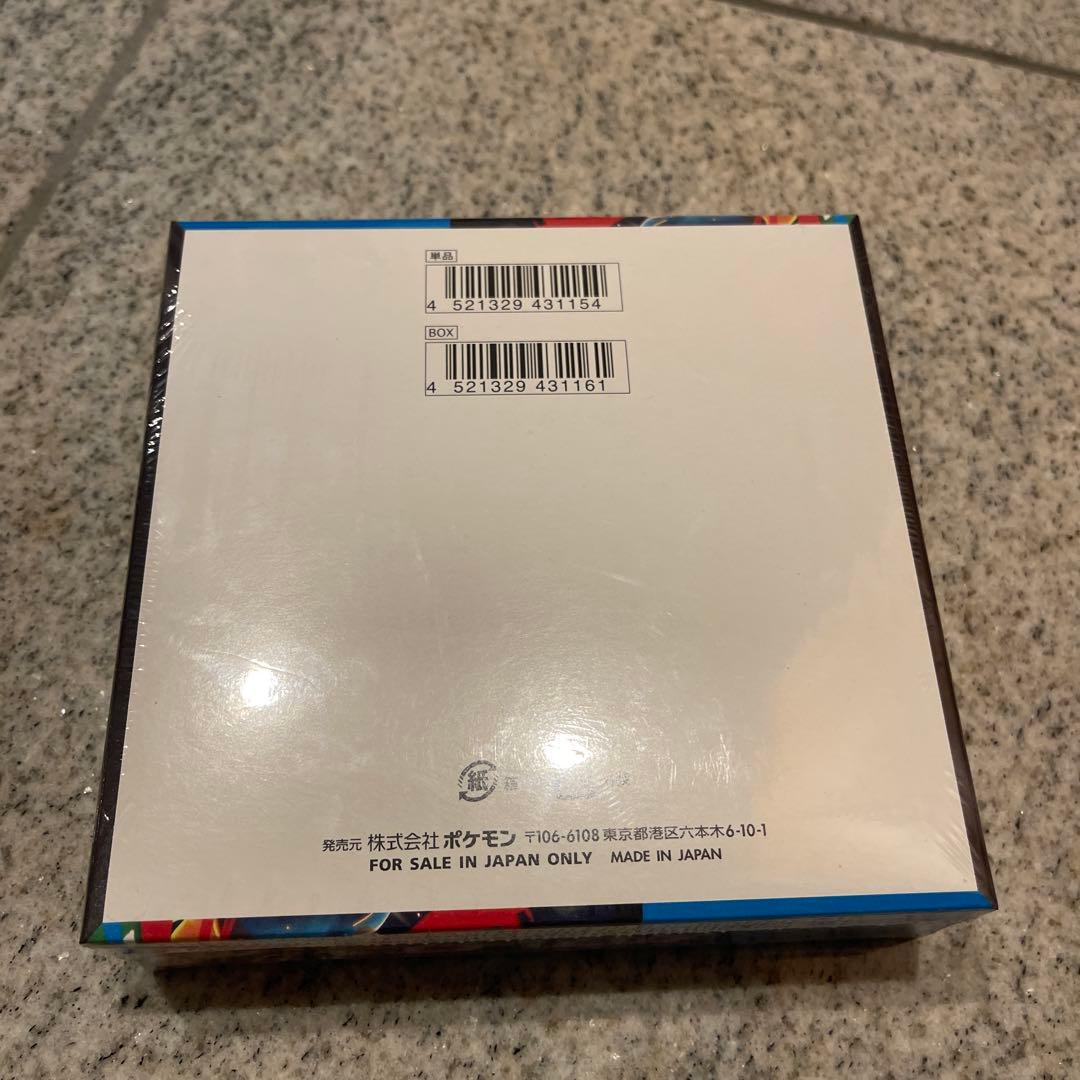 単品
4 521329 431154
BOX
4 521329 431161
紙
発売元 株式会社 ポケモン 〒106-6108 東京都港区六本木6-10-1
FOR SALE IN JAPAN ONLY MADE IN JAPAN